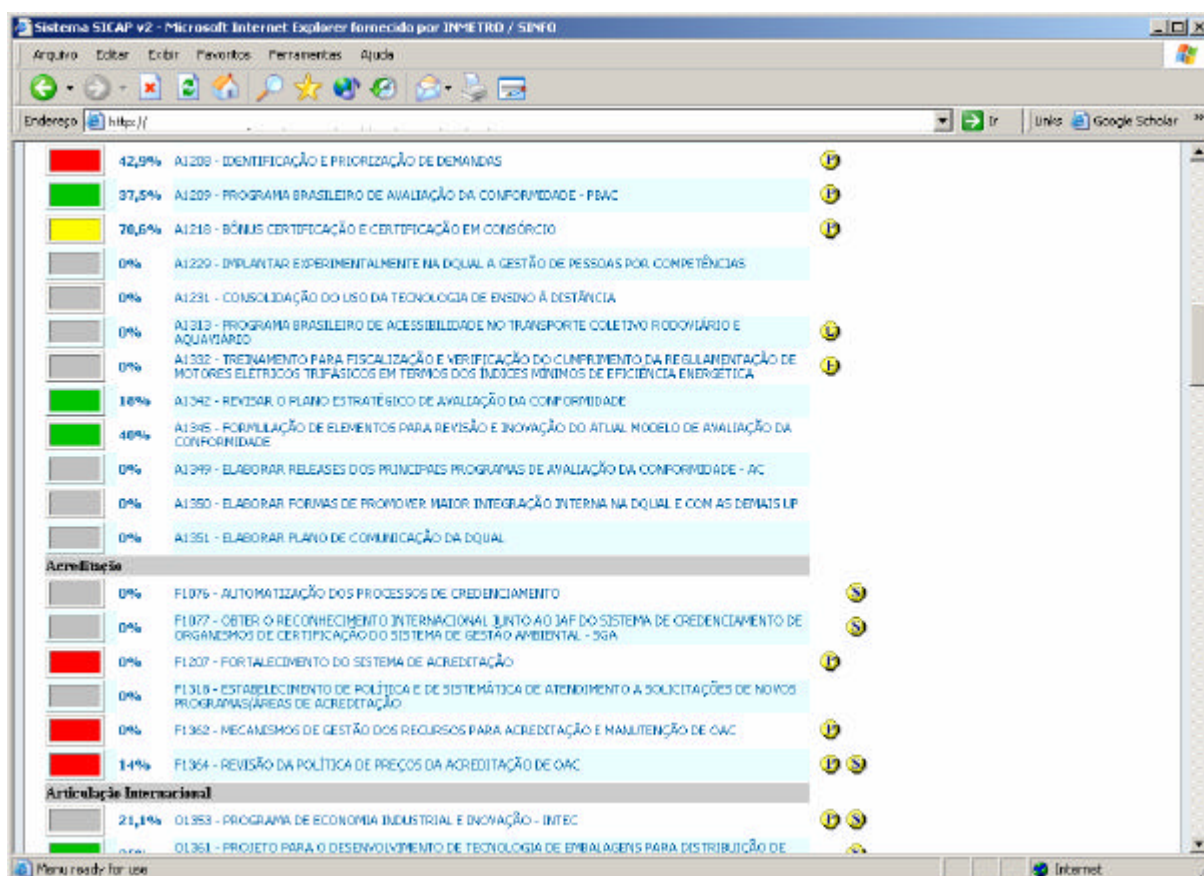 Sistema SICAP v2 - Microsoft Internet Explorer fornecido por INMETRO / SINFO
Arquivo Editar Exibir Favoritos Ferramentas Ajuda
Endereço http:// Ir Links Google Scholar »
42,9% A1208 - IDENTIFICAÇÃO E PRIORIZAÇÃO DE DEMANDAS P
37,5% A1209 - PROGRAMA BRASILEIRO DE AVALIAÇÃO DA CONFORMIDADE - PBAC P
70,6% A1218 - BÔNUS CERTIFICAÇÃO E CERTIFICAÇÃO EM CONSÓRCIO P
0% A1229 - IMPLANTAR EXPERIMENTALMENTE NA DQUAL A GESTÃO DE PESSOAS POR COMPETÊNCIAS
0% A1231 - CONSOLIDAÇÃO DO USO DA TECNOLOGIA DE ENSINO À DISTÂNCIA
0% A1313 - PROGRAMA BRASILEIRO DE ACESSIBILIDADE NO TRANSPORTE COLETIVO RODOVIÁRIO E
AQUAVIÁRIO
0% A1332 - TREINAMENTO PARA FISCALIZAÇÃO E VERIFICAÇÃO DO CUMPRIMENTO DA REGULAMENTAÇÃO DE
MOTORES ELÉTRICOS TRIFÁSICOS EM TERMOS DOS ÍNDICES MÍNIMOS DE EFICIÊNCIA ENERGÉTICA
A1342 - REVISAR O PLANO ESTRATÉGICO DE AVALIAÇÃO DA CONFORMIDADE
40% A1345 - FORMULAÇÃO DE ELEMENTOS PARA REVISÃO E INOVAÇÃO DO ATUAL MODELO DE AVALIAÇÃO DA
CONFORMIDADE
0% A1349 - ELABORAR RELEASES DOS PRINCIPAIS PROGRAMAS DE AVALIAÇÃO DA CONFORMIDADE - AC
0% A1350 - ELABORAR FORMAS DE PROMOVER MAIOR INTEGRAÇÃO INTERNA NA DQUAL E COM AS DEMAIS UP
0% A1351 - ELABORAR PLANO DE COMUNICAÇÃO DA DQUAL
Acreditação
0% F1076 - AUTOMATIZAÇÃO DOS PROCESSOS DE CREDENCIAMENTO S
0% F1077 - OBTER O RECONHECIMENTO INTERNACIONAL JUNTO AO IAF DO SISTEMA DE CREDENCIAMENTO DE
ORGANISMOS DE CERTIFICAÇÃO DO SISTEMA DE GESTÃO AMBIENTAL - SGA S
0% F1207 - FORTALECIMENTO DO SISTEMA DE ACREDITAÇÃO P
0% F1318 - ESTABELECIMENTO DE POLÍTICA E DE SISTEMÁTICA DE ATENDIMENTO A SOLICITAÇÕES DE NOVOS
PROGRAMAS/ÁREAS DE ACREDITAÇÃO
0% F1362 - MECANISMOS DE GESTÃO DOS RECURSOS PARA ACREDITAÇÃO E MANUTENÇÃO DE OAC P
14% F1364 - REVISÃO DA POLÍTICA DE PREÇOS DA ACREDITAÇÃO DE OAC P S
Articulação Internacional
21,1% O1353 - PROGRAMA DE ECONOMIA INDUSTRIAL E INOVAÇÃO - INTEC P S
O1361 - PROJETO PARA O DESENVOLVIMENTO DE TECNOLOGIA DE EMBALAGENS PARA DISTRIBUIÇÃO DE
Menu ready for use Internet